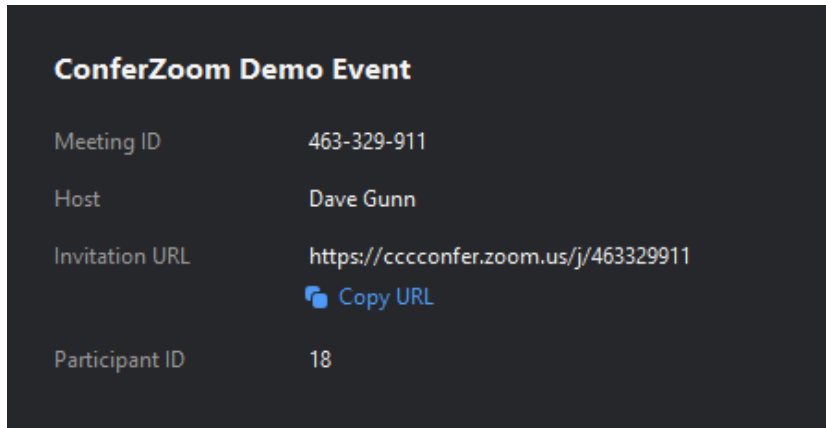 ConferZoom Demo Event
Meeting ID 463-329-911
Host Dave Gunn
Invitation URL https://cccconfer.zoom.us/j/463329911
Copy URL
Participant ID 18